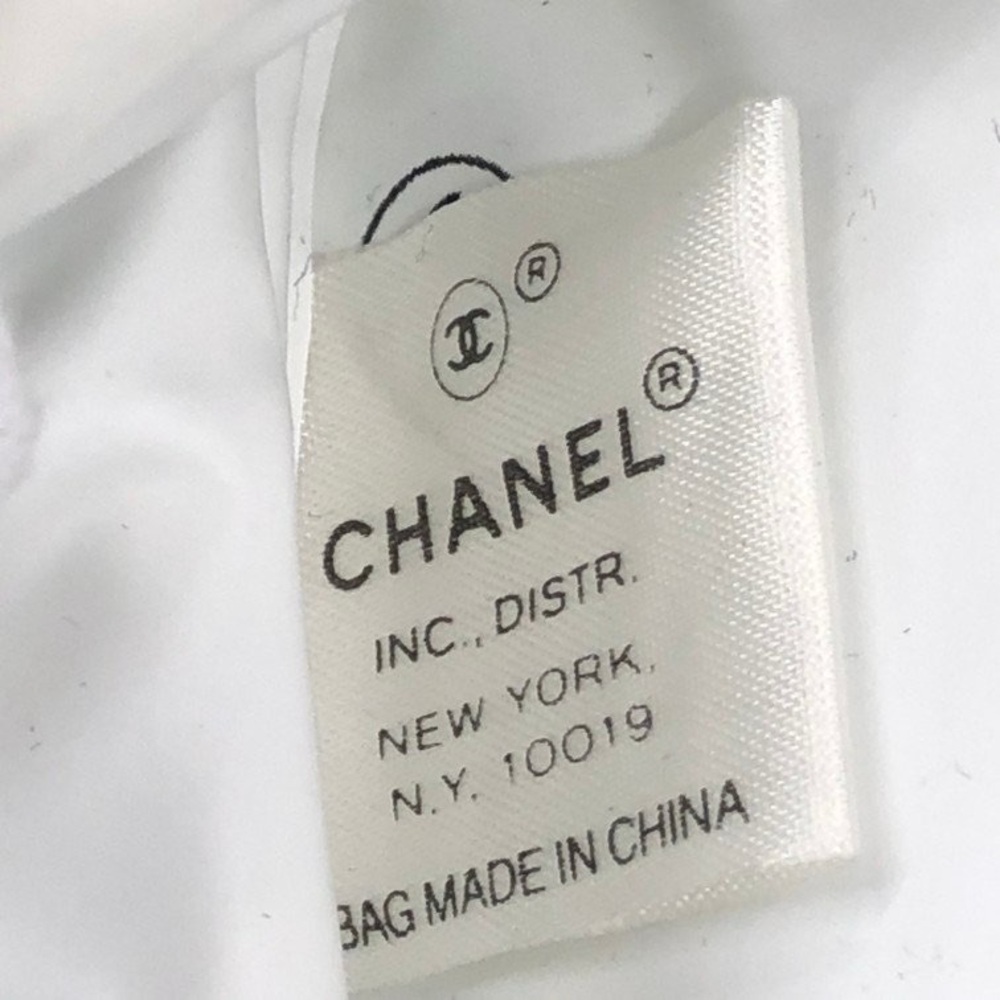 ®
CHANEL®
INC., DISTR.
NEW YORK,
N.Y. 10019
BAG MADE IN CHINA